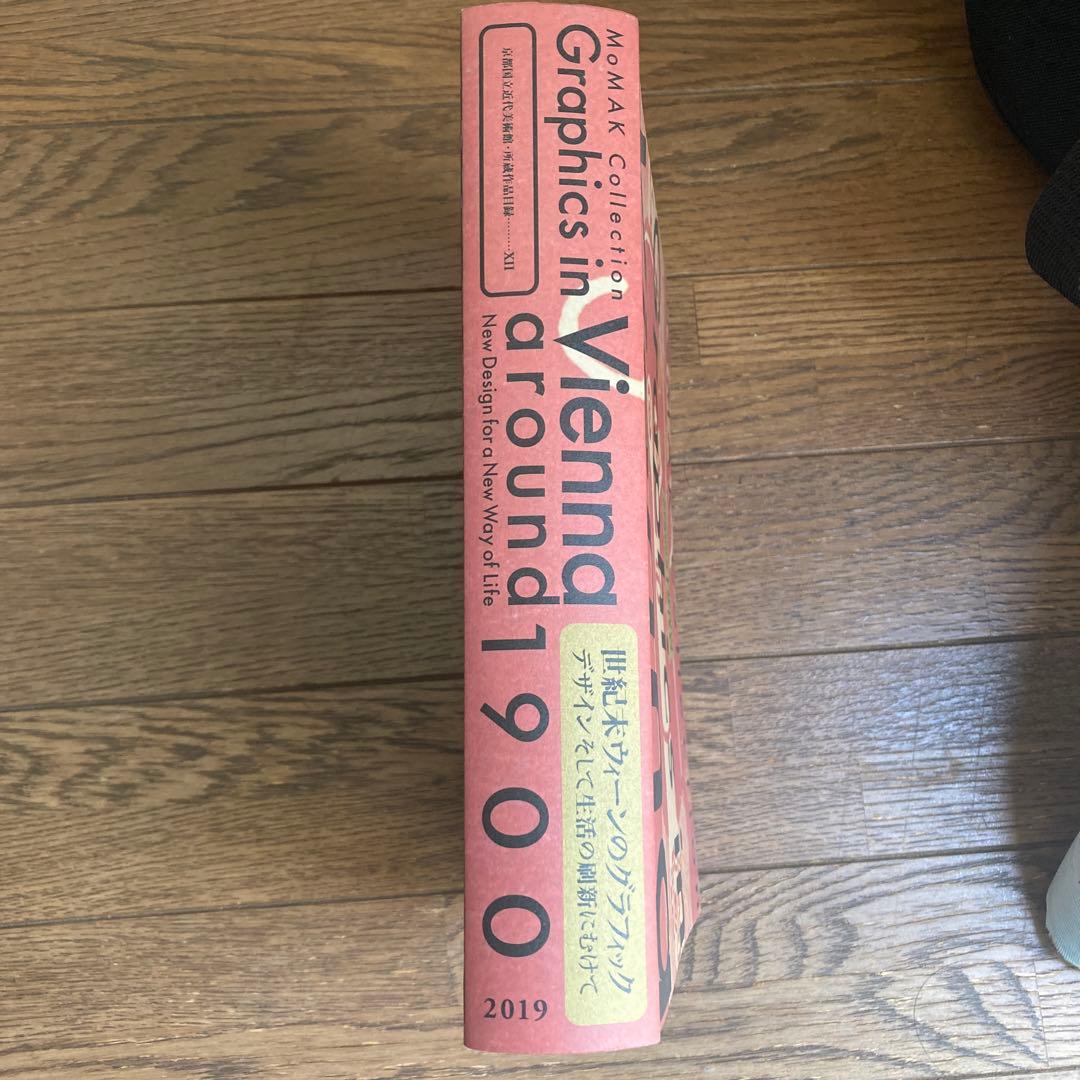 MoMAK Collection
Graphics in Vienna
around 1900
New Design for a New Way of Life
京都国立近代美術館・所蔵作品目録………XII
世紀末ウィーンのグラフィック
デザインそして生活の刷新にむけて
2019